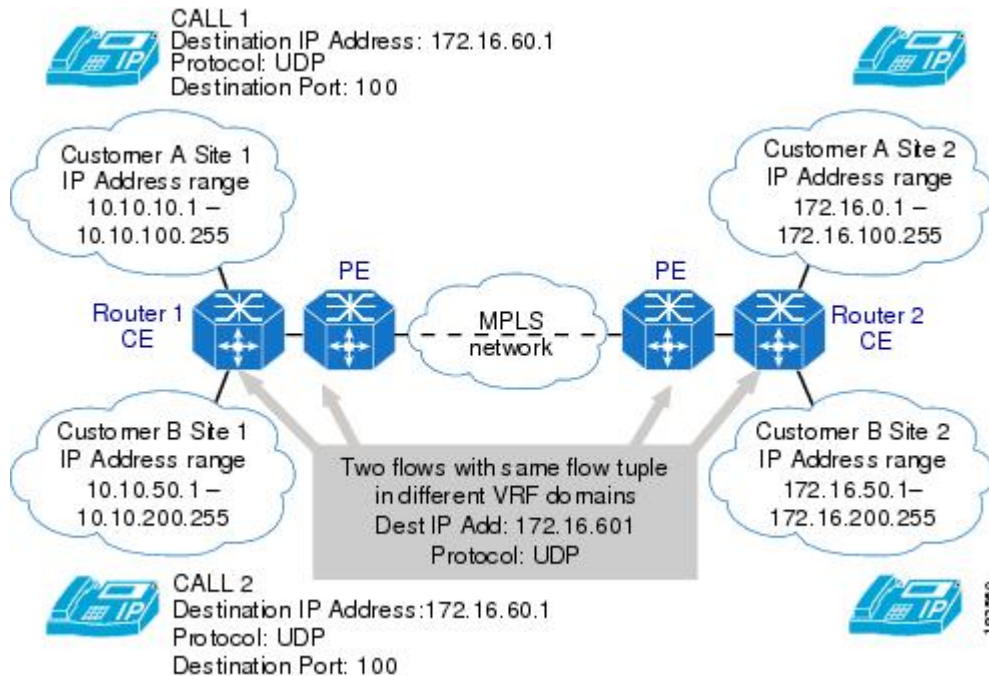 CALL 1
Destination IP Address: 172.16.60.1
Protocol: UDP
Destination Port: 100
IP
IP
Customer A Site 1
IP Address range
10.10.10.1 –
10.10.100.255
Customer A Site 2
IP Address range
172.16.0.1 –
172.16.100.255
PE
PE
Router 1
CE
MPLS
network
Router 2
CE
Customer B Site 1
IP Address range
10.10.50.1 –
10.10.200.255
Two flows with same flow tuple
in different VRF domains
Dest IP Add: 172.16.601
Protocol: UDP
Customer B Site 2
IP Address range
172.16.50.1–
172.16.200.255
IP
IP
CALL 2
Destination IP Address:172.16.60.1
Protocol: UDP
Destination Port: 100